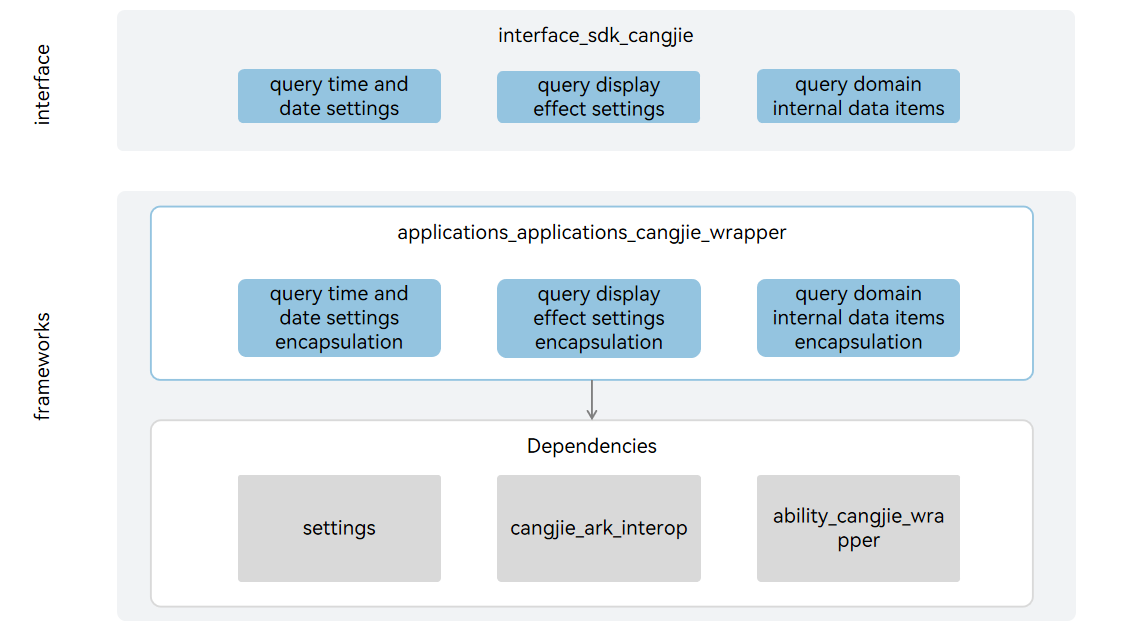 interface
interface_sdk_cangjie
query time and
date settings
query display
effect settings
query domain
internal data items
frameworks
applications_applications_cangjie_wrapper
query time and
date settings
encapsulation
query display
effect settings
encapsulation
query domain
internal data items
encapsulation
Dependencies
settings
cangjie_ark_interop
ability_cangjie_wra
pper